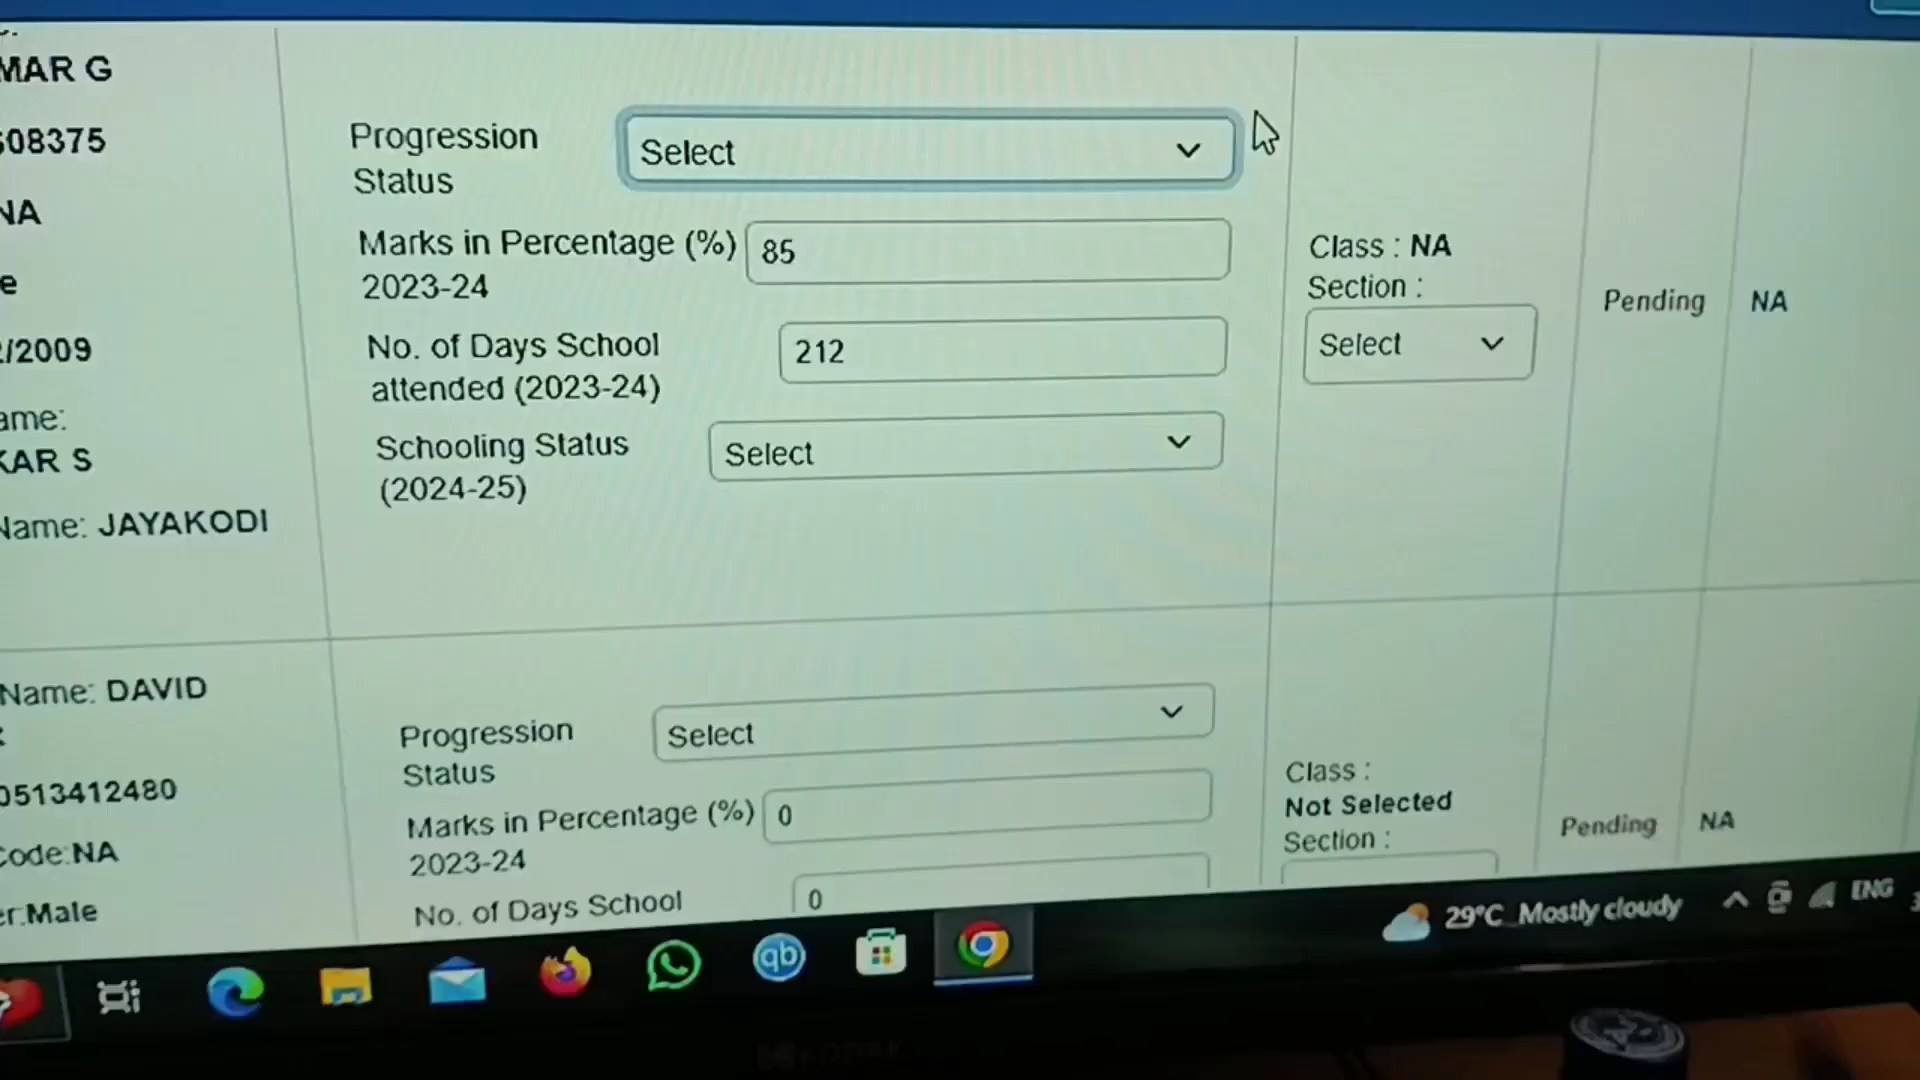 MAR G
08375
NA
e
/2009
ame:
KAR S
Name: JAYAKODI
Progression
Status
Select
Marks in Percentage (%)
2023-24
85
No. of Days School
attended (2023-24)
212
Schooling Status
(2024-25)
Select
Class : NA
Section :
Select
Pending
NA
Name: DAVID
0513412480
Code:NA
er:Male
Progression
Status
Select
Marks in Percentage (%)
2023-24
0
No. of Days School
0
Class :
Not Selected
Section :
Pending
NA
qb
29°C Mostly cloudy
ENG